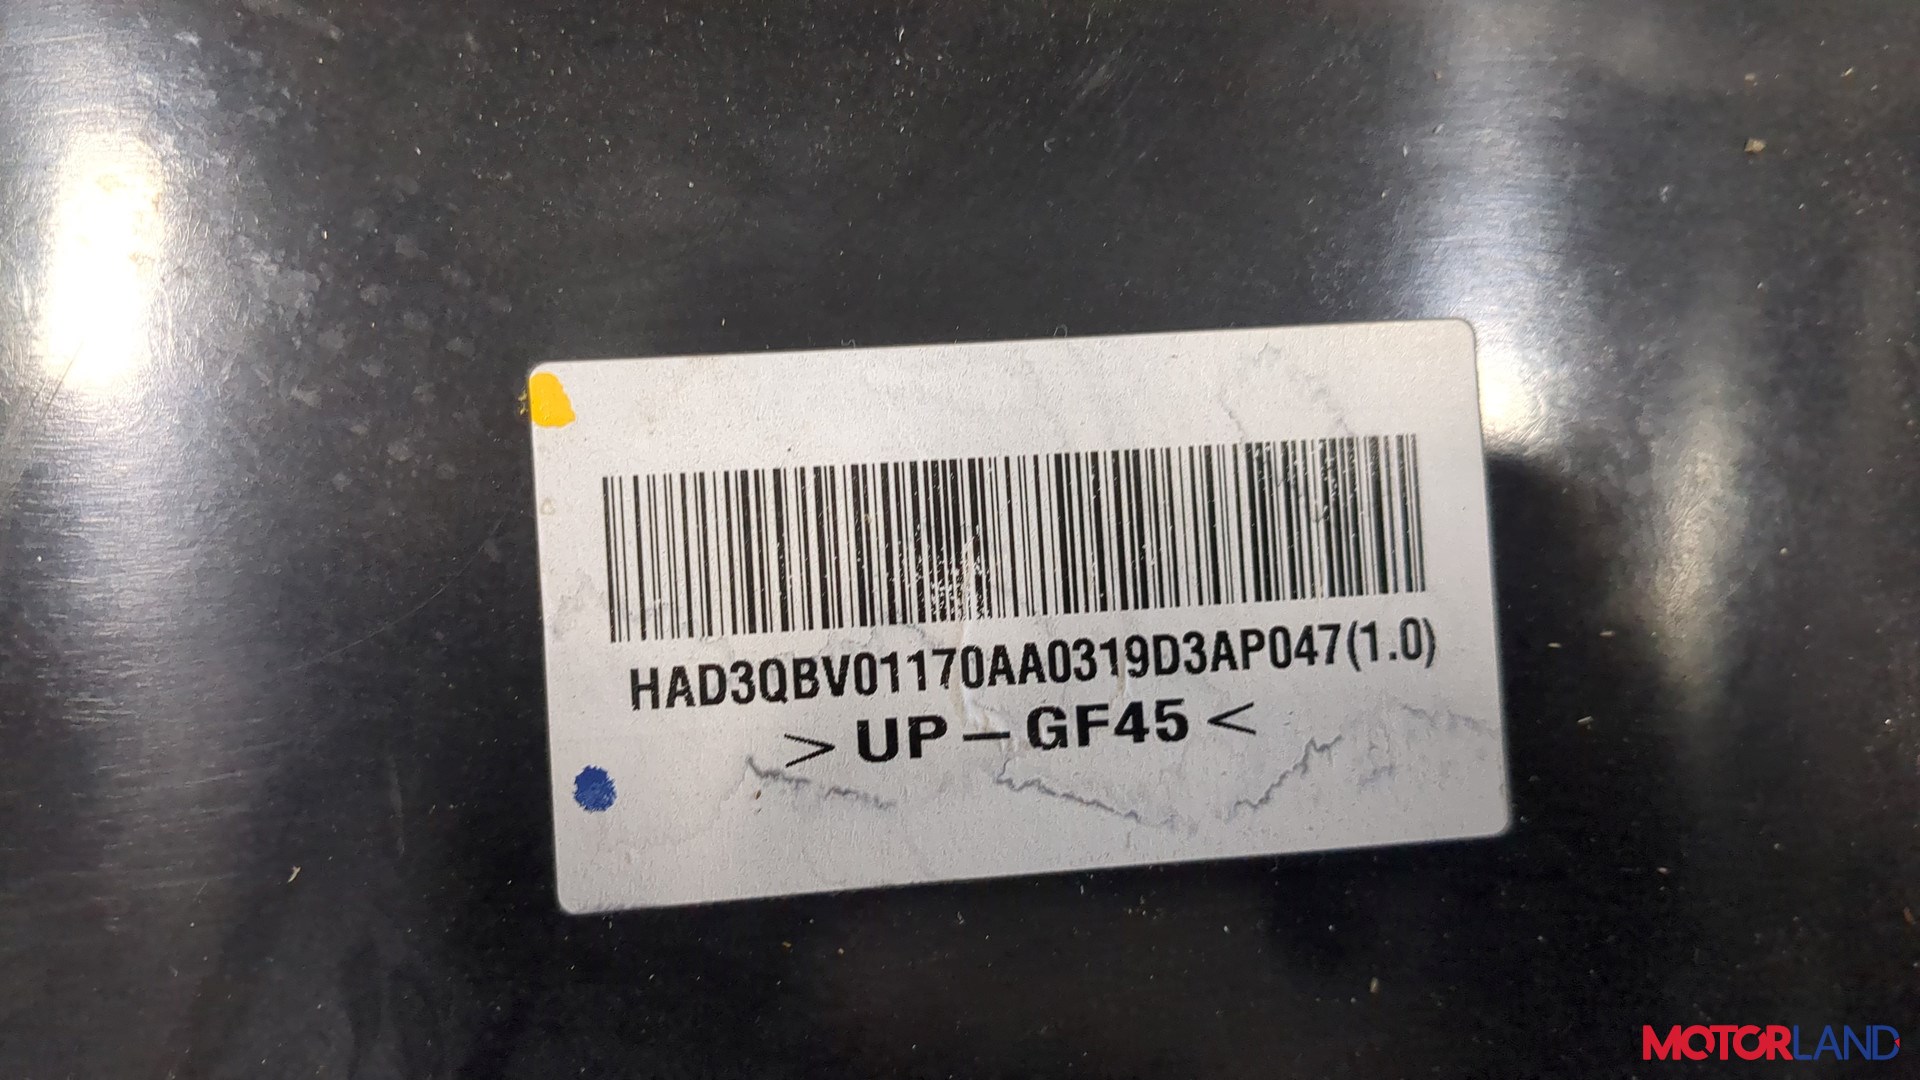 HAD3QBV01170AA0319D3AP047(1.0)
> UP – GF45 <
MOTORLAND